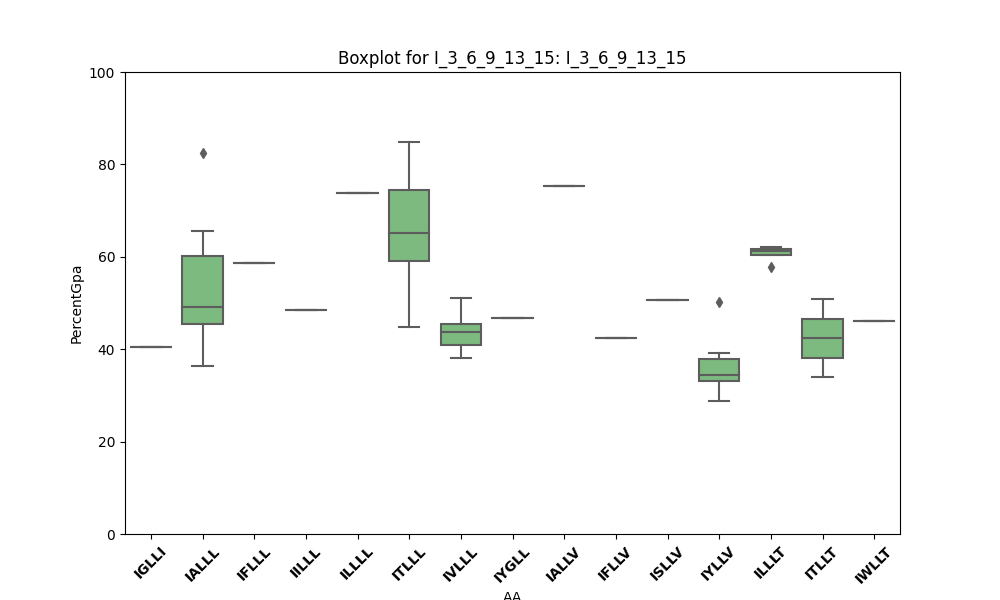 Boxplot for I_3_6_9_13_15: I_3_6_9_13_15
100
80
60
40
20
0
PercentGpa
IGLLI
IALLL
IFLLL
IILLL
ILLLL
ITLLL
IVLLL
IYGLL
IALLV
IFLLV
ISLLV
IYLLV
ILLLT
ITLLT
IWLLT
AA